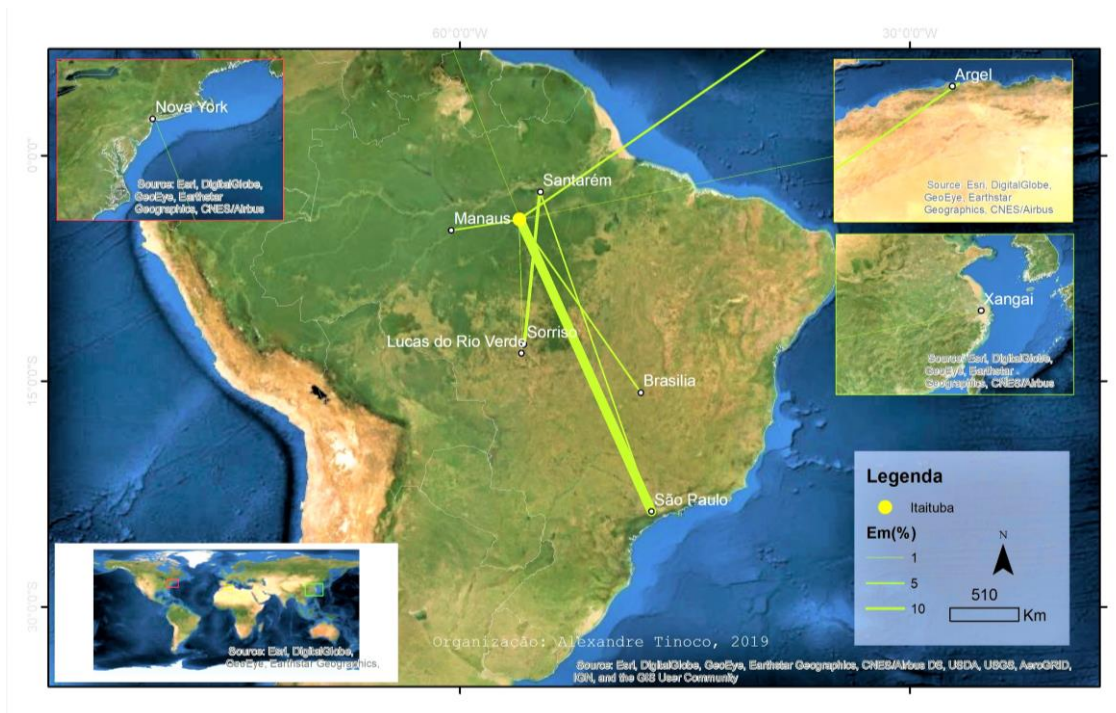 60°0'0"W
30°0'0"W
Nova York
Source: Esri, DigitalGlobe,
GeoEye, Earthstar
Geographics, CNES/Airbus
Argel
Source: Esri, DigitalGlobe,
GeoEye, Earthstar
Geographics, CNES/Airbus
0°0'0"
Santarém
Manaus
Xangai
Source: Esri, DigitalGlobe,
GeoEye, Earthstar
Geographics, CNES/Airbus
Sorriso
Lucas do Rio Verde
15°0'0"S
Brasilia
São Paulo
Legenda
Itaituba
Em(%)
1
5
10
N
510
Km
30°0'0"S
Source: Esri, DigitalGlobe,
GeoEye, Earthstar Geographics,
Organização: Alexandre Tinoco, 2019
Source: Esri, DigitalGlobe, GeoEye, Earthstar Geographics, CNES/Airbus DS, USDA, USGS, AeroGRID,
IGN, and the GIS User Community